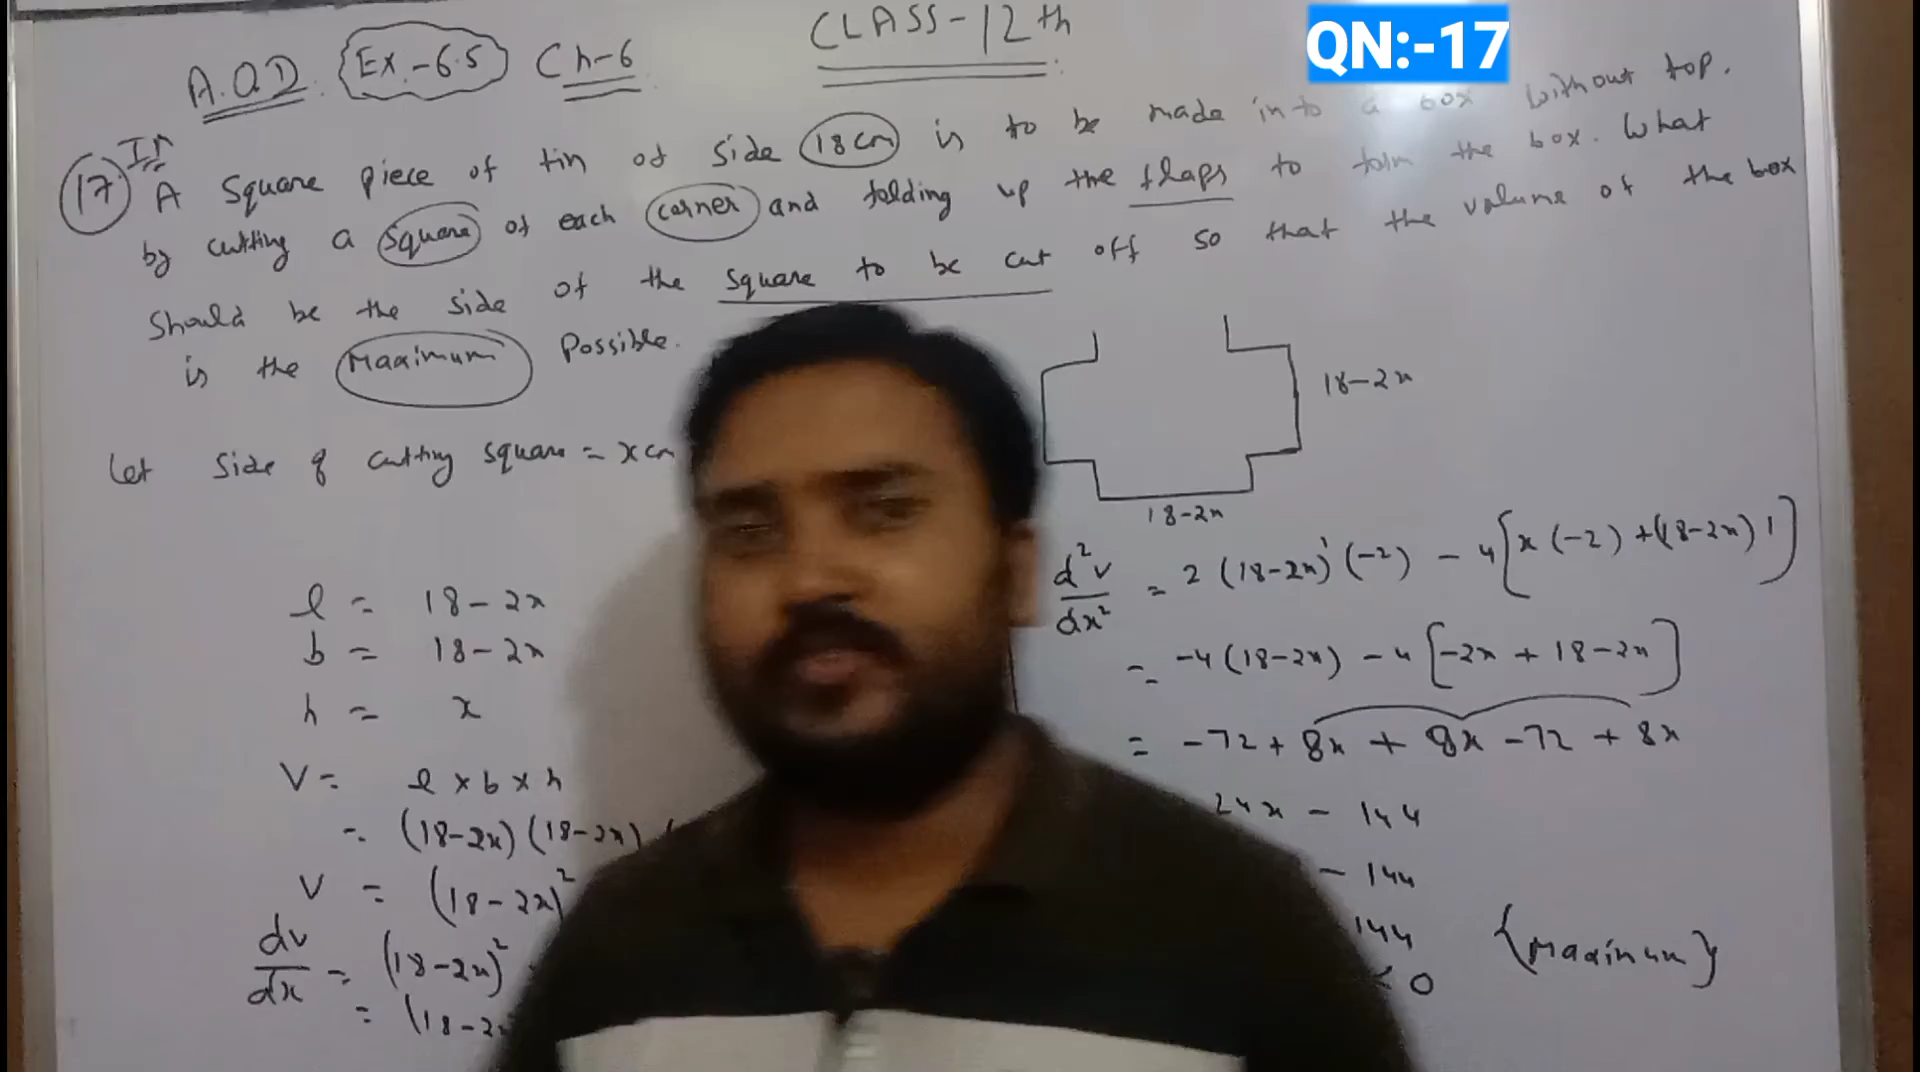 CLASS-12th
QN:-17
A.O.D. Ex.-6.5 Ch-6
17 Im A square piece of tin of side 18cm is to be made into a box without top.
by cutting a square of each corner and folding up the flaps to form the box. What
should be the side of the square to be cut off so that the volume of the box
is the Maximum Possible.
18-2x
18-2x
Let side of cutting square = x cm
l = 18-2x
b = 18-2x
h = x
V = l x b x h
= (18-2x) (18-2x)
V = (18-2x)²
dv/dx = (18-2x)²
= (18-2x
d²v/dx² = 2 (18-2x)¹ (-2) - 4[x (-2) + (18-2x) 1]
= -4(18-2x) - 4[-2x + 18-2x]
= -72 + 8x + 8x - 72 + 8x
24x - 144
- 144
144
< 0 {Maximum}